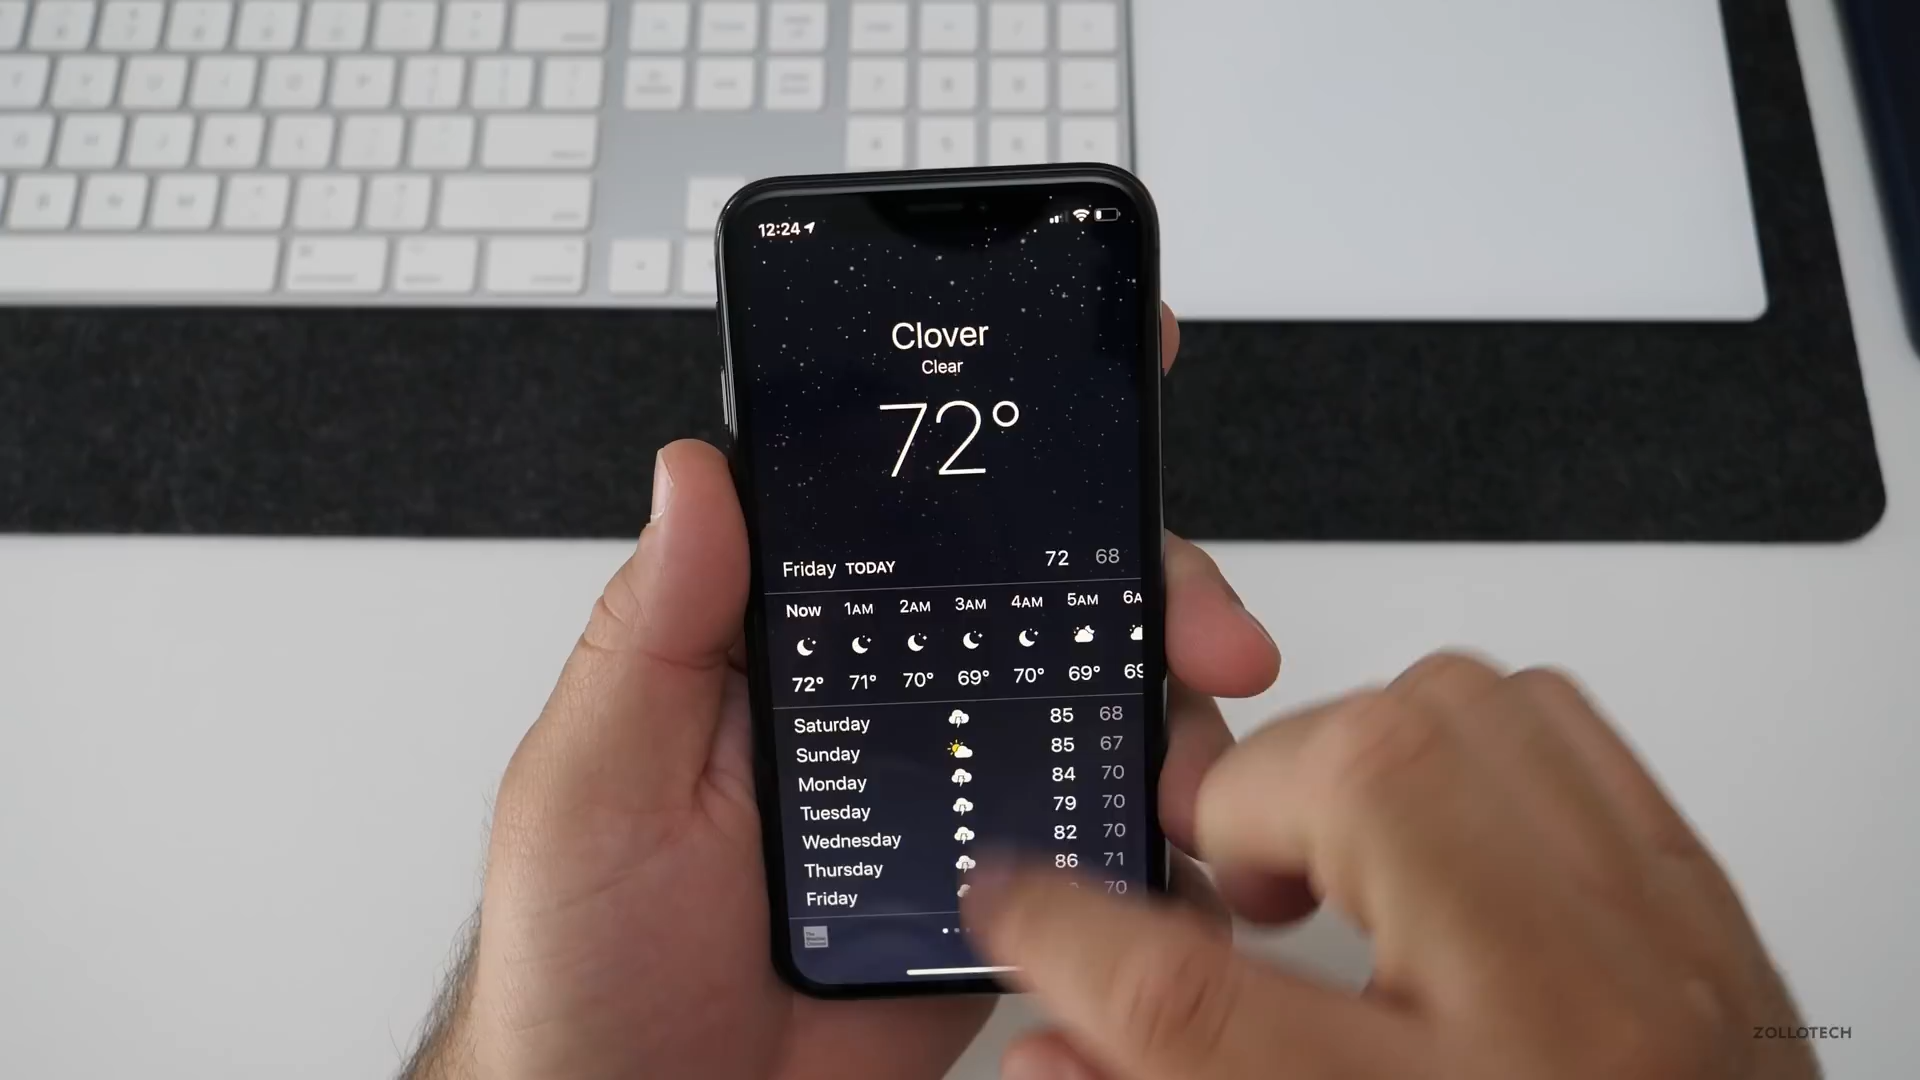 12:24
Clover
Clear
72°
Friday TODAY 72 68
Now 1AM 2AM 3AM 4AM 5AM 6A
72° 71° 70° 69° 70° 69° 69
Saturday 85 68
Sunday 85 67
Monday 84 70
Tuesday 79 70
Wednesday 82 70
Thursday 86 71
Friday 70
ZOLLOTECH